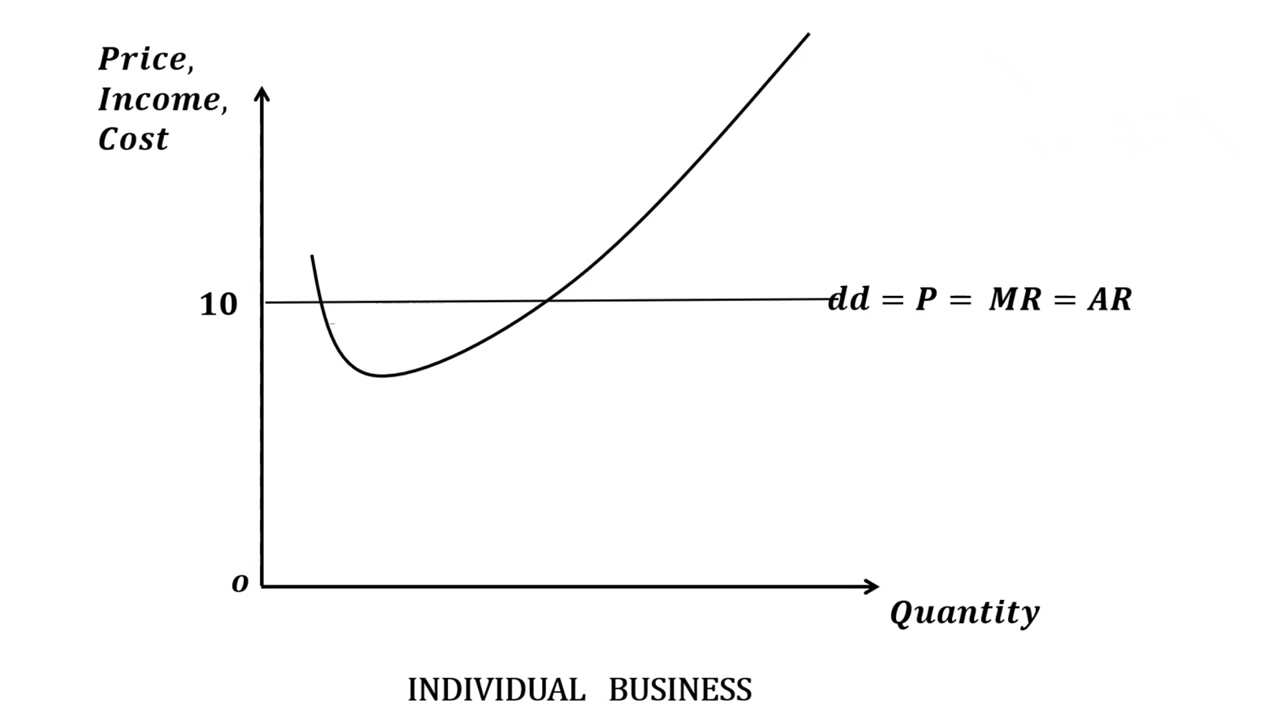 Price,
Income,
Cost
10
dd = P = MR = AR
o
Quantity
INDIVIDUAL BUSINESS